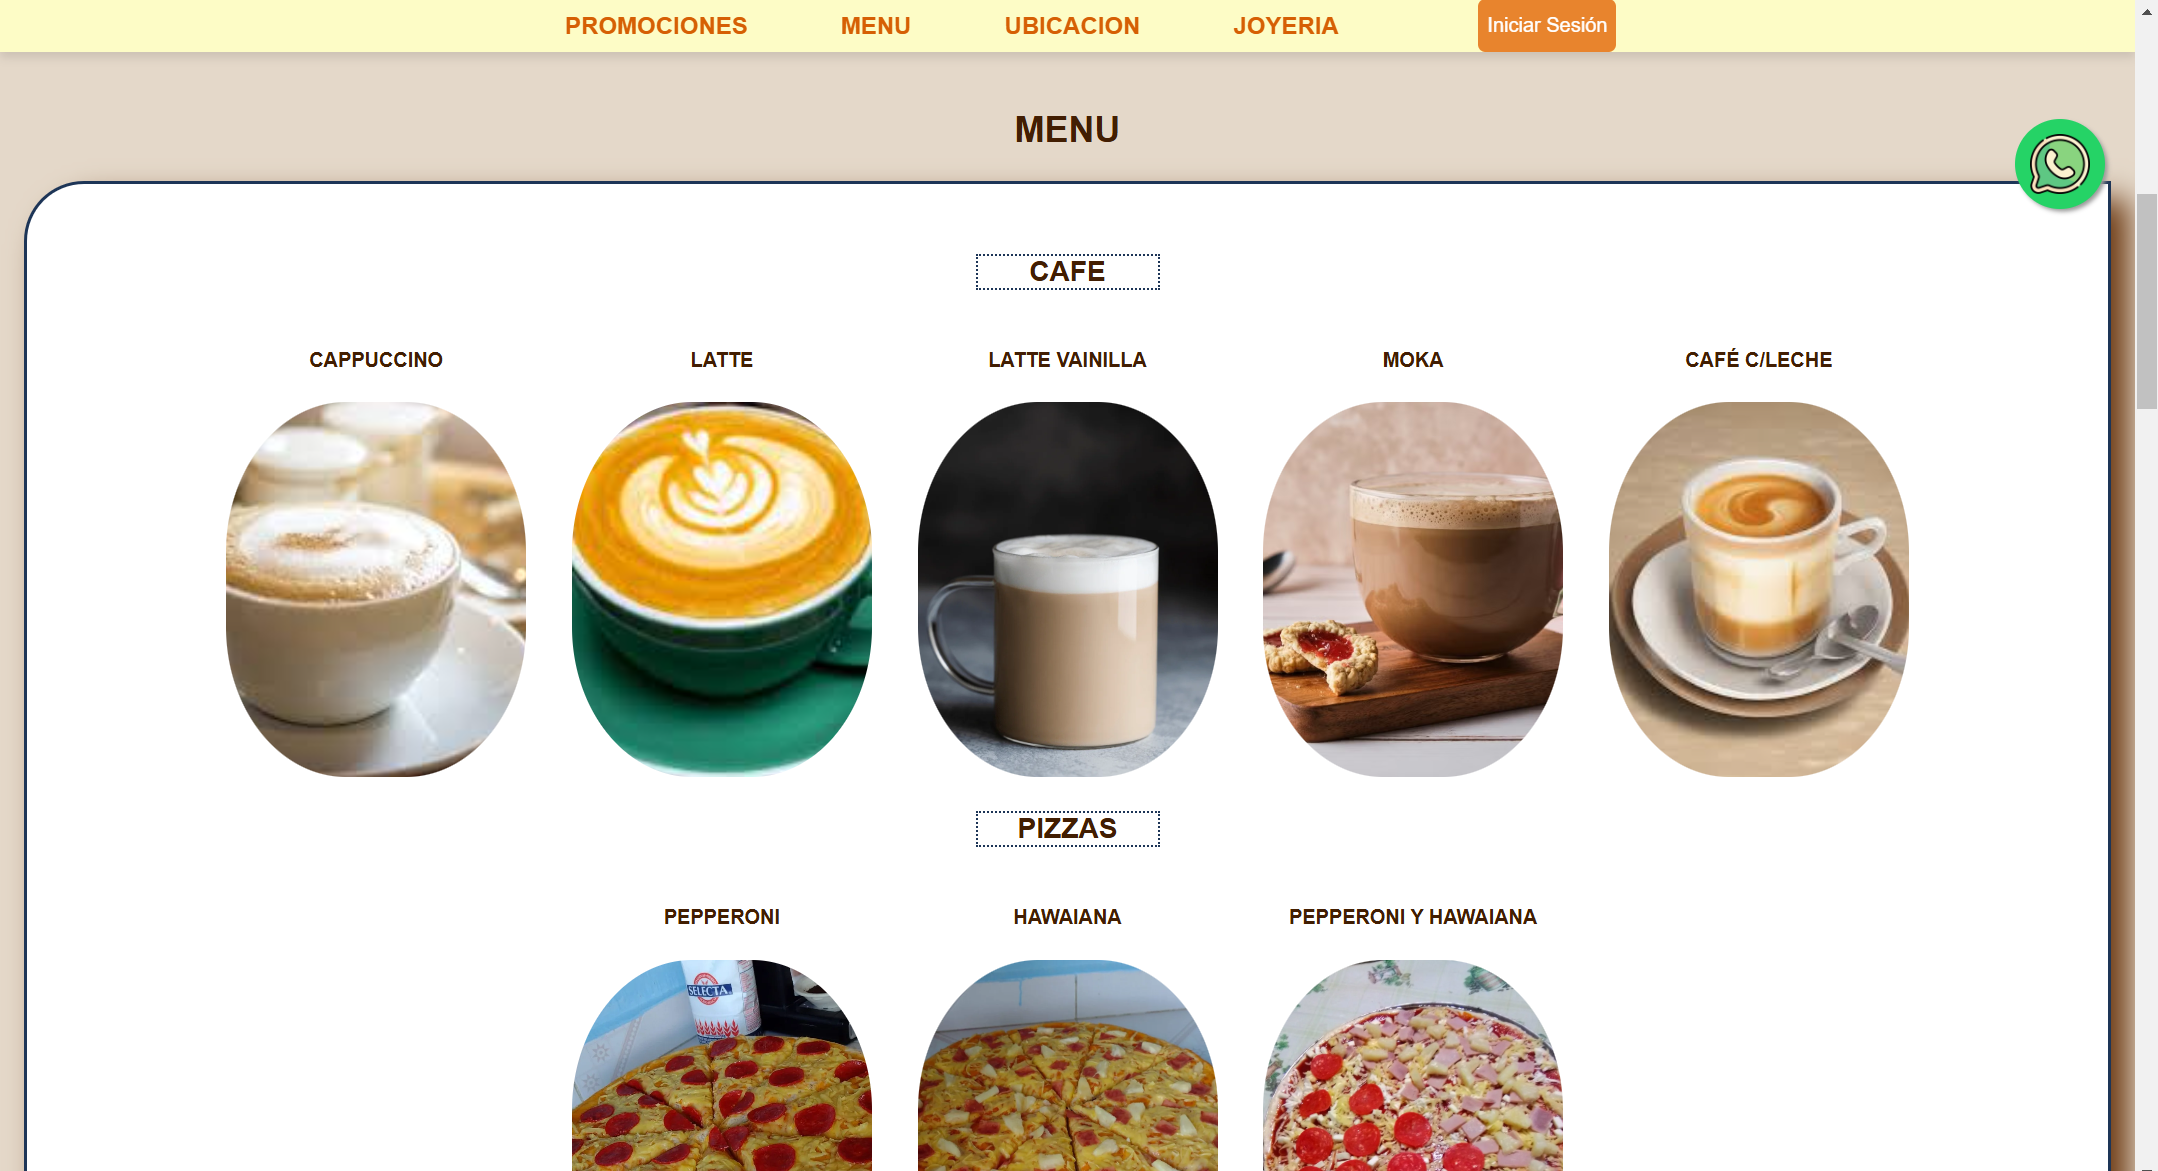 PROMOCIONES MENU UBICACION JOYERIA Iniciar Sesión
MENU
CAFE
CAPPUCCINO LATTE LATTE VAINILLA MOKA CAFÉ C/LECHE
PIZZAS
PEPPERONI HAWAIANA PEPPERONI Y HAWAIANA
SELECTA